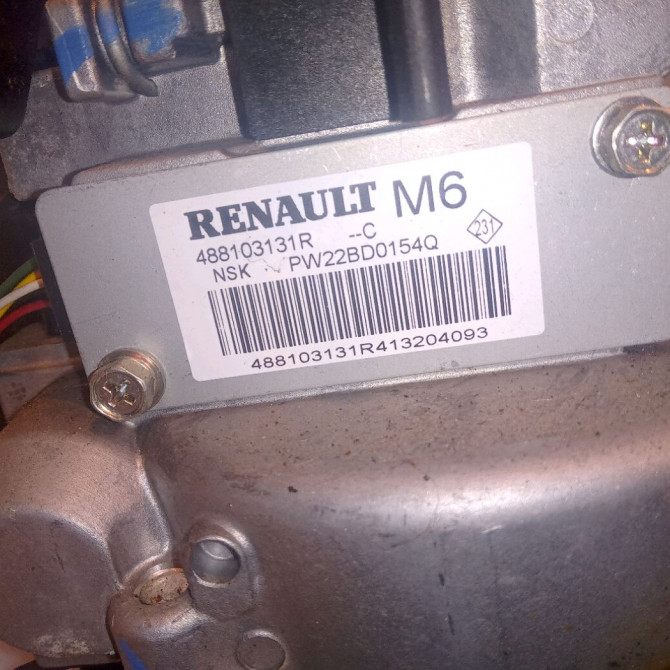 RENAULT M6
488103131R --C 231
NSK PW22BD0154Q
488103131R413204093